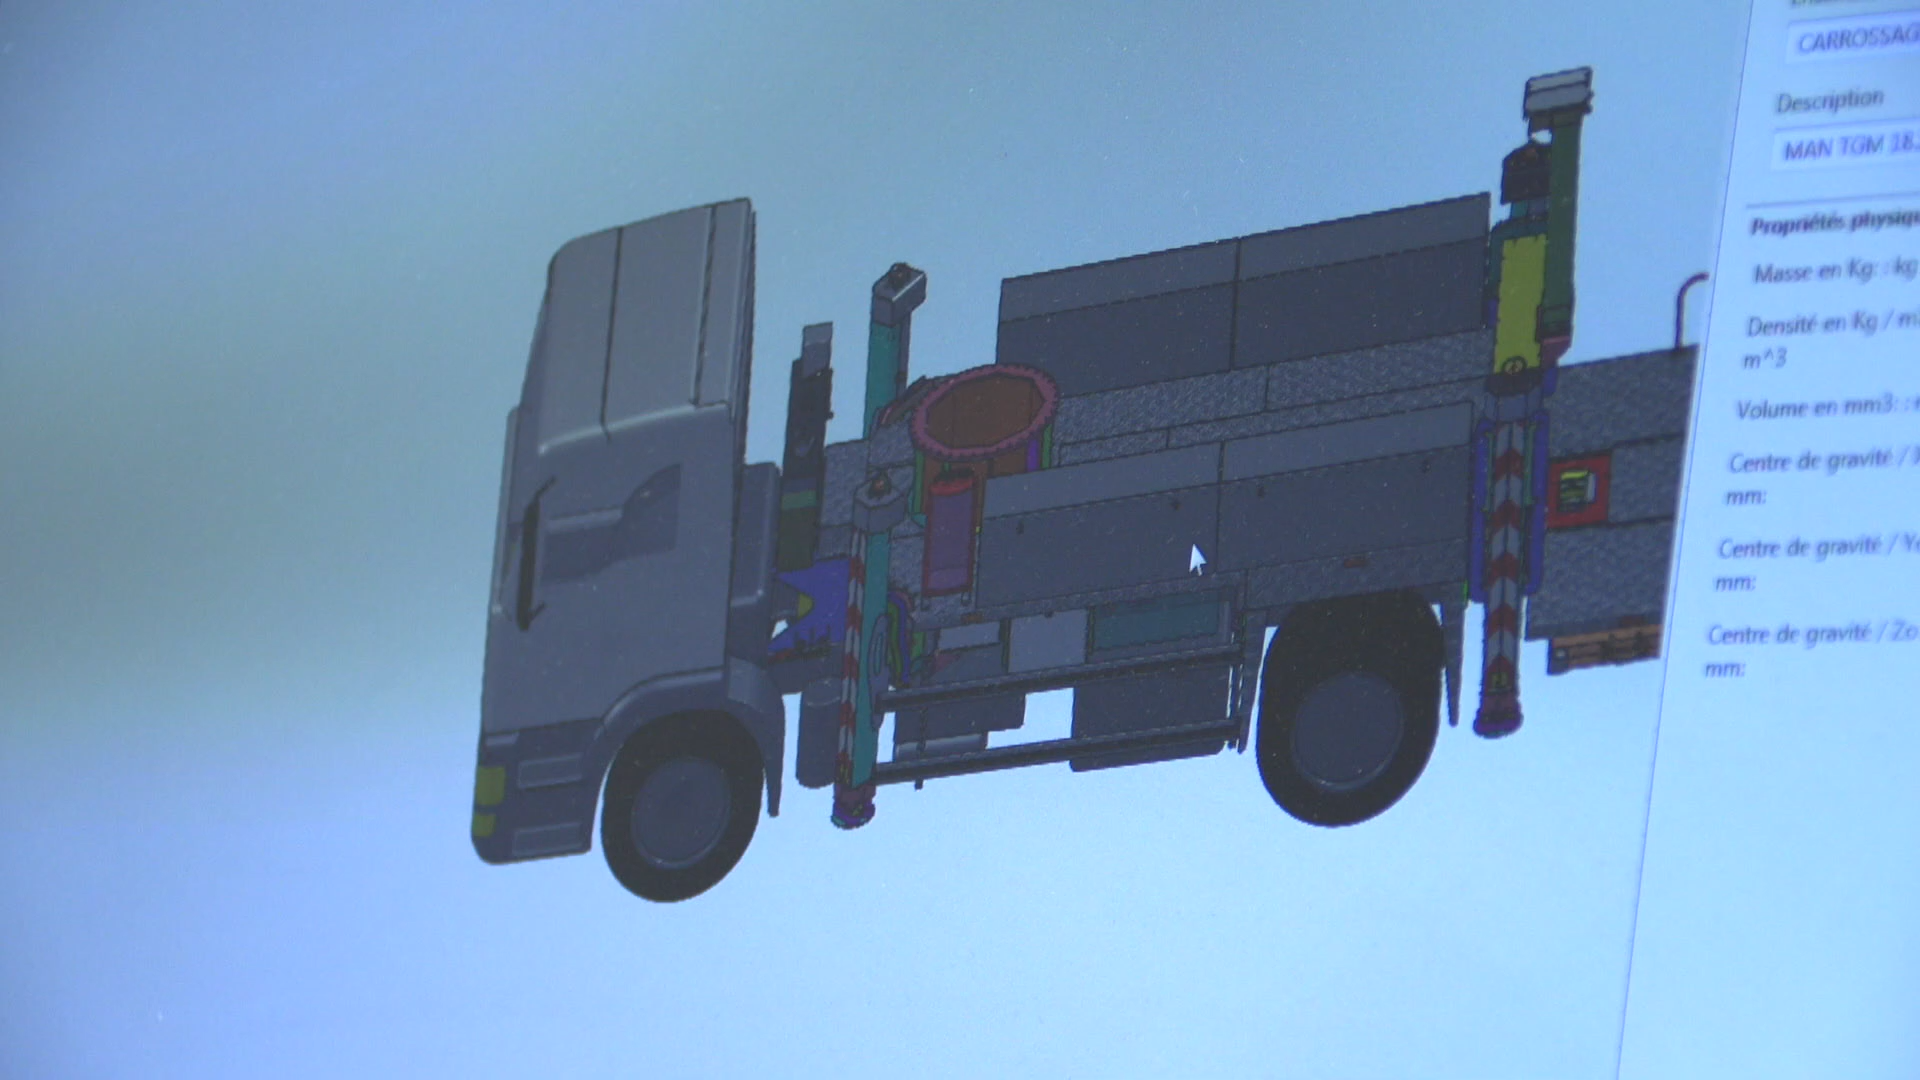 CARROSSAG
Description
MAN TGM 18.
Propriétés physiqu
Masse en Kg: : kg
Densité en Kg / m
m^3
Volume en mm3: :
Centre de gravité /
mm:
Centre de gravité / Y
mm:
Centre de gravité / Z
mm: